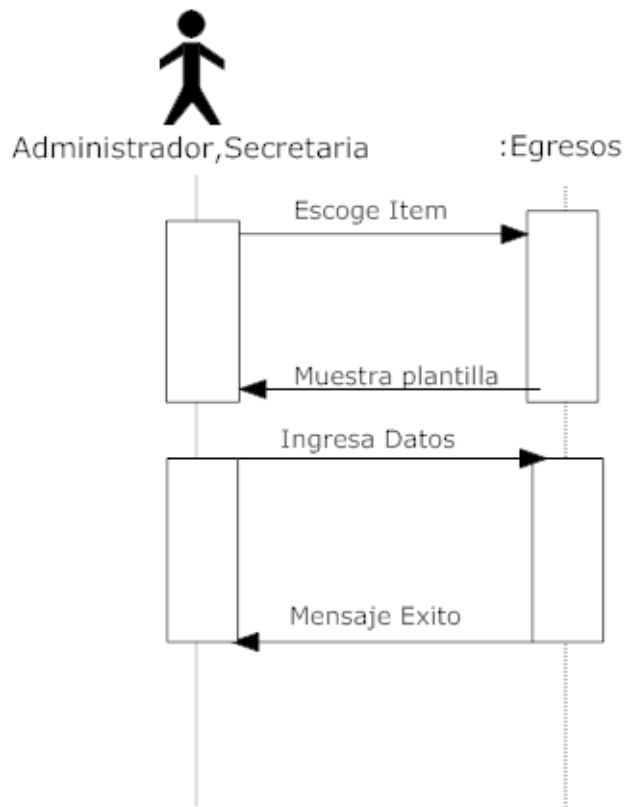 Administrador,Secretaria
:Egresos
Escoge Item
Muestra plantilla
Ingresa Datos
Mensaje Exito